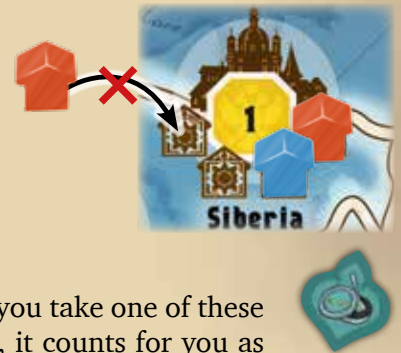 1
Siberia
you take one of these
, it counts for you as